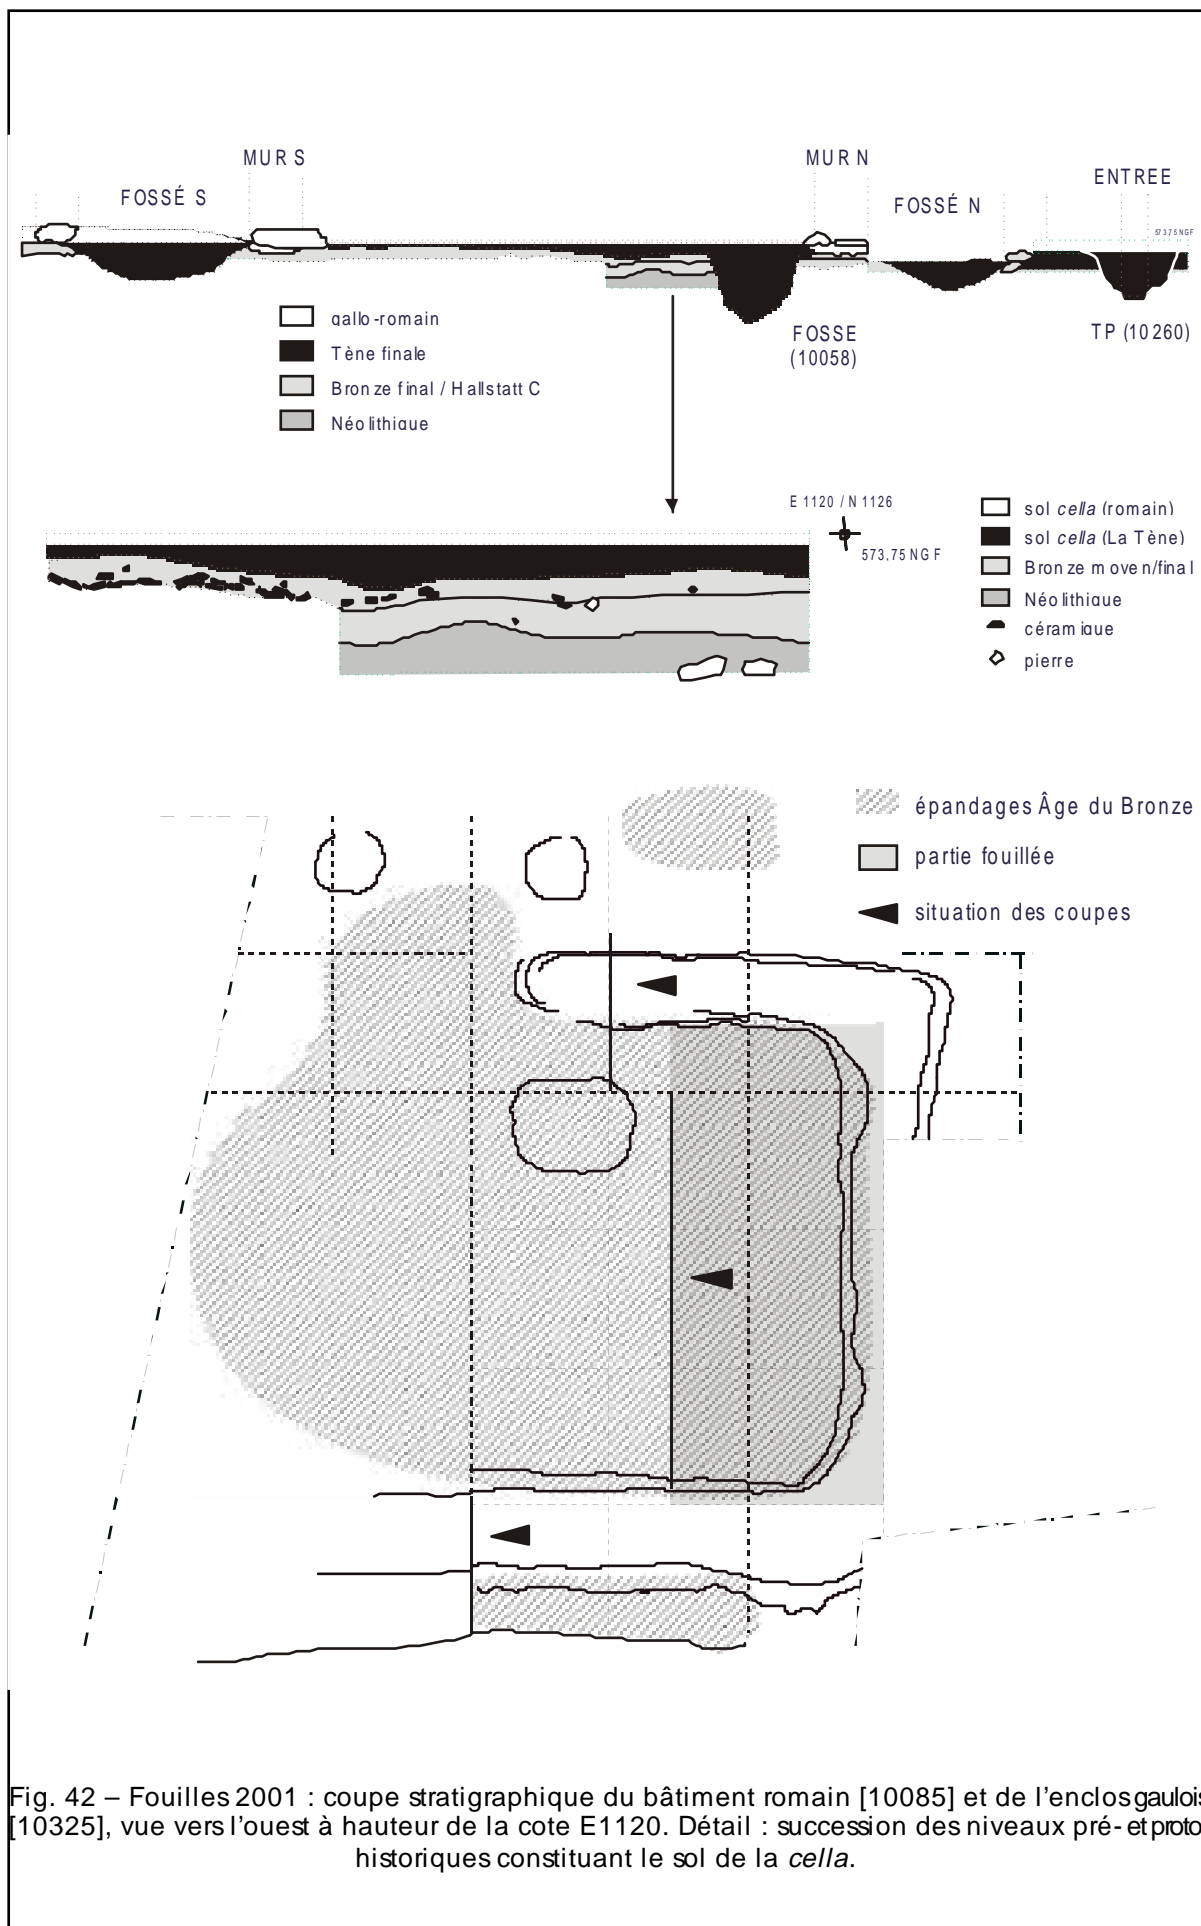 MUR S
MUR N
ENTREE
FOSSÉ S
FOSSÉ N
573,75 NGF
gallo-romain
Tène finale
Bronze final / Hallstatt C
Néolithique
FOSSE
(10058)
TP (10260)
E 1120 / N 1126
573,75 NGF
sol cella (romain)
sol cella (La Tène)
Bronze moyen/final
Néolithique
céramique
pierre
épandages Âge du Bronze
partie fouillée
situation des coupes
Fig. 42 – Fouilles 2001 : coupe stratigraphique du bâtiment romain [10085] et de l'enclos gaulois
[10325], vue vers l'ouest à hauteur de la cote E1120. Détail : succession des niveaux pré- et proto
historiques constituant le sol de la cella.